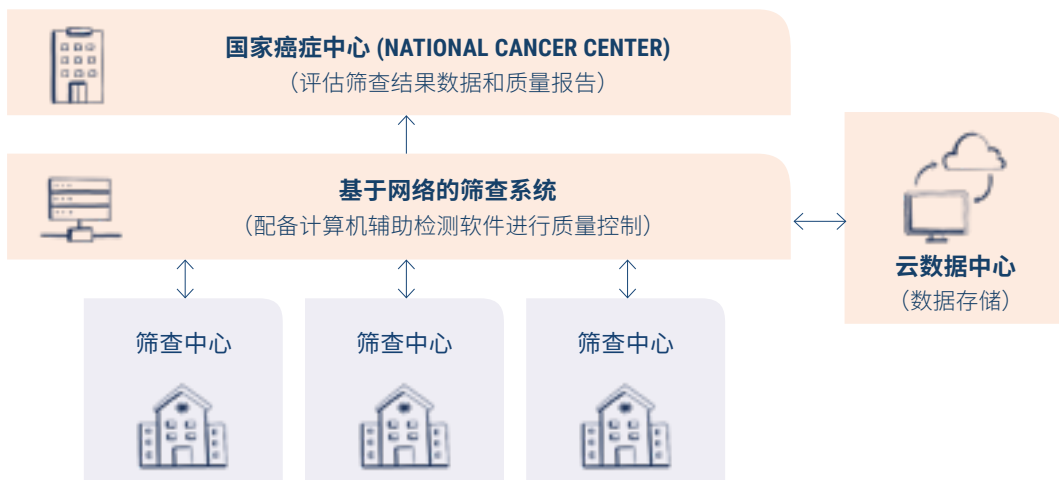 国家癌症中心 (NATIONAL CANCER CENTER)
（评估筛查结果数据和质量报告）
基于网络的筛查系统
（配备计算机辅助检测软件进行质量控制）
云数据中心
（数据存储）
筛查中心
筛查中心
筛查中心